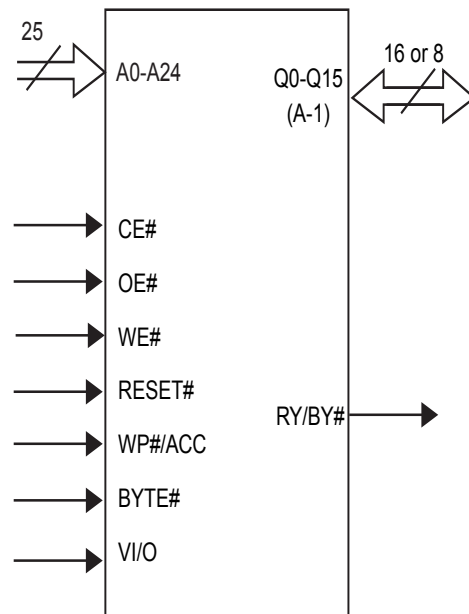 25
A0-A24
16 or 8
Q0-Q15
(A-1)
CE#
OE#
WE#
RESET#
WP#/ACC
BYTE#
VI/O
RY/BY#